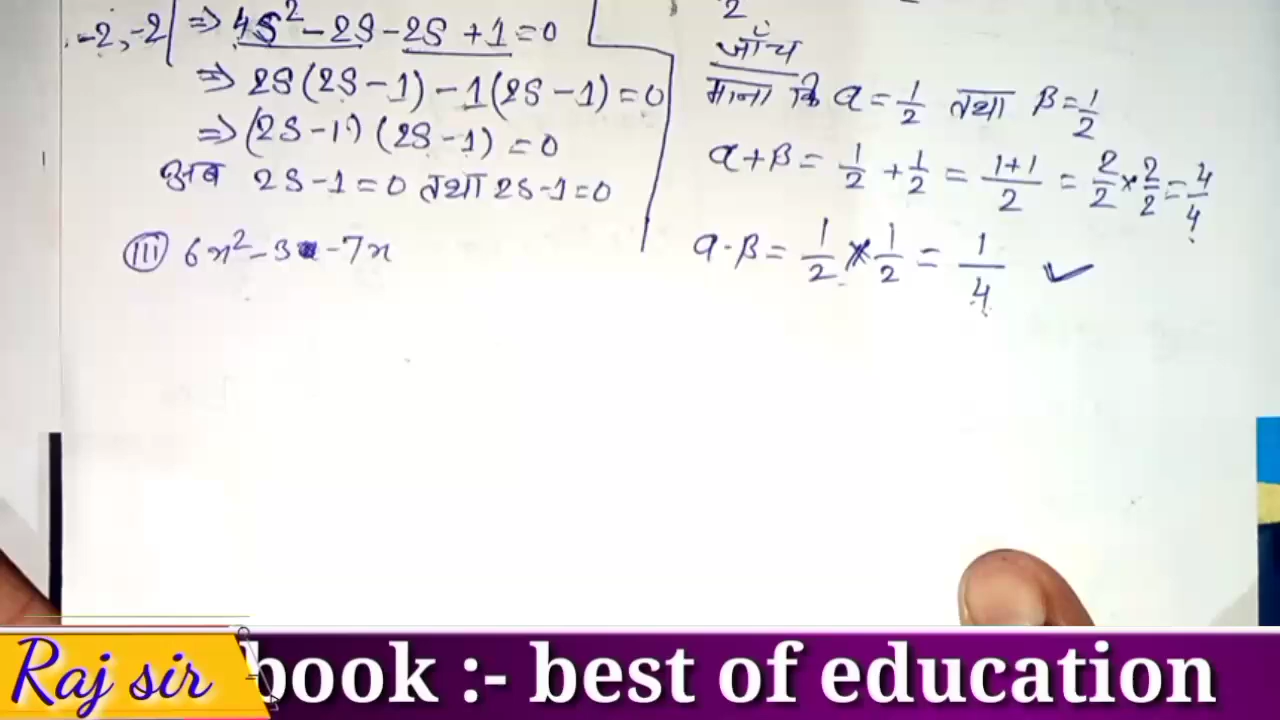 -2, -2 ⇒ 4S² - 2S - 2S + 1 = 0
⇒ 2S(2S - 1) - 1(2S - 1) = 0
⇒ (2S - 1) (2S - 1) = 0
अब 2S - 1 = 0 तथा 2S - 1 = 0
(III) 6x² - 3 - 7x
2
जाँच
माना कि α = 1/2 तथा β = 1/2
α + β = 1/2 + 1/2 = (1+1)/2 = 2/2 × 2/2 = 4/4
α · β = 1/2 × 1/2 = 1/4 ✓
Raj sir
book :- best of education